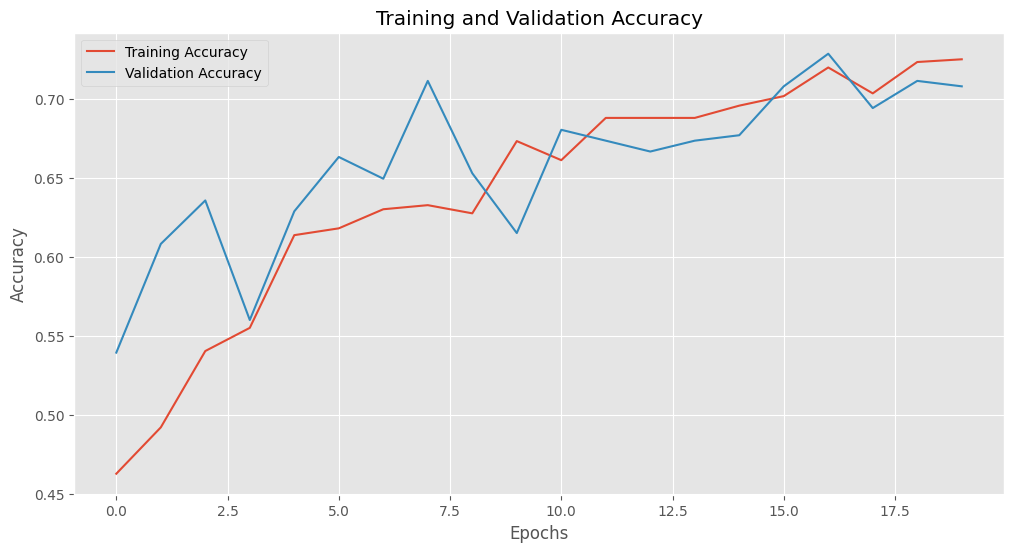 Training and Validation Accuracy
Training Accuracy
Validation Accuracy
Accuracy
0.70
0.65
0.60
0.55
0.50
0.45
0.0 2.5 5.0 7.5 10.0 12.5 15.0 17.5
Epochs